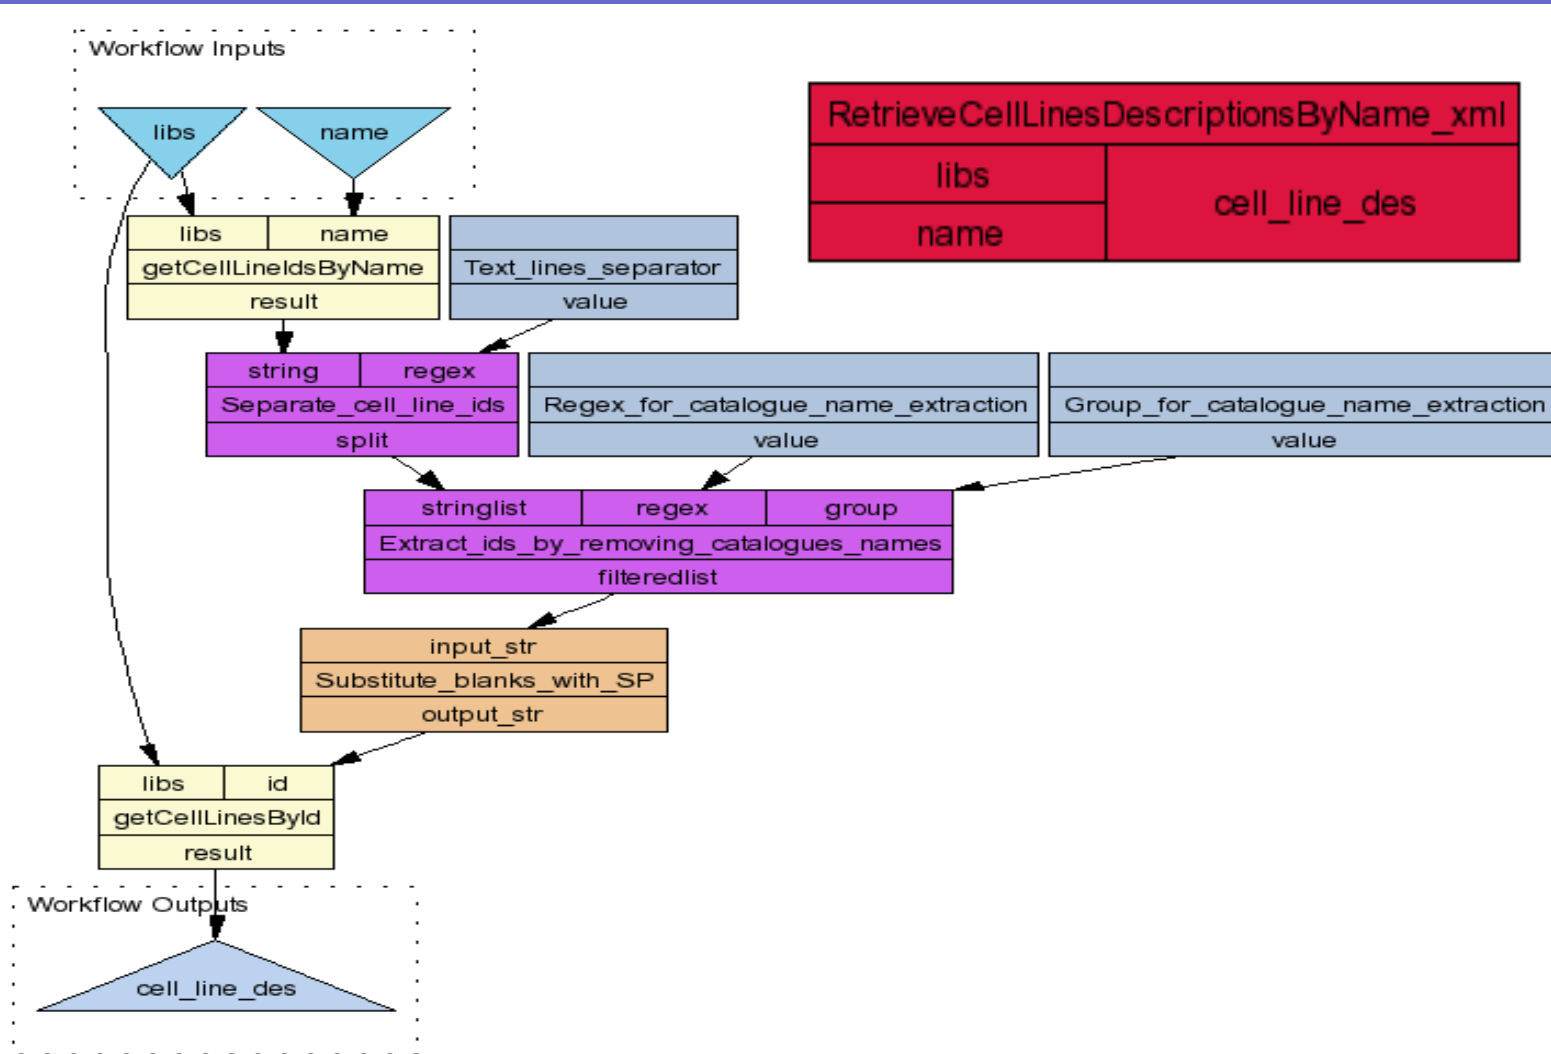 Workflow Inputs
libs name
RetrieveCellLinesDescriptionsByName_xml
libs
name
cell_line_des
libs name
getCellLineIdsByName
result
Text_lines_separator
value
string regex
Separate_cell_line_ids
split
Regex_for_catalogue_name_extraction
value
Group_for_catalogue_name_extraction
value
stringlist regex group
Extract_ids_by_removing_catalogues_names
filteredlist
input_str
Substitute_blanks_with_SP
output_str
libs id
getCellLinesById
result
Workflow Outputs
cell_line_des